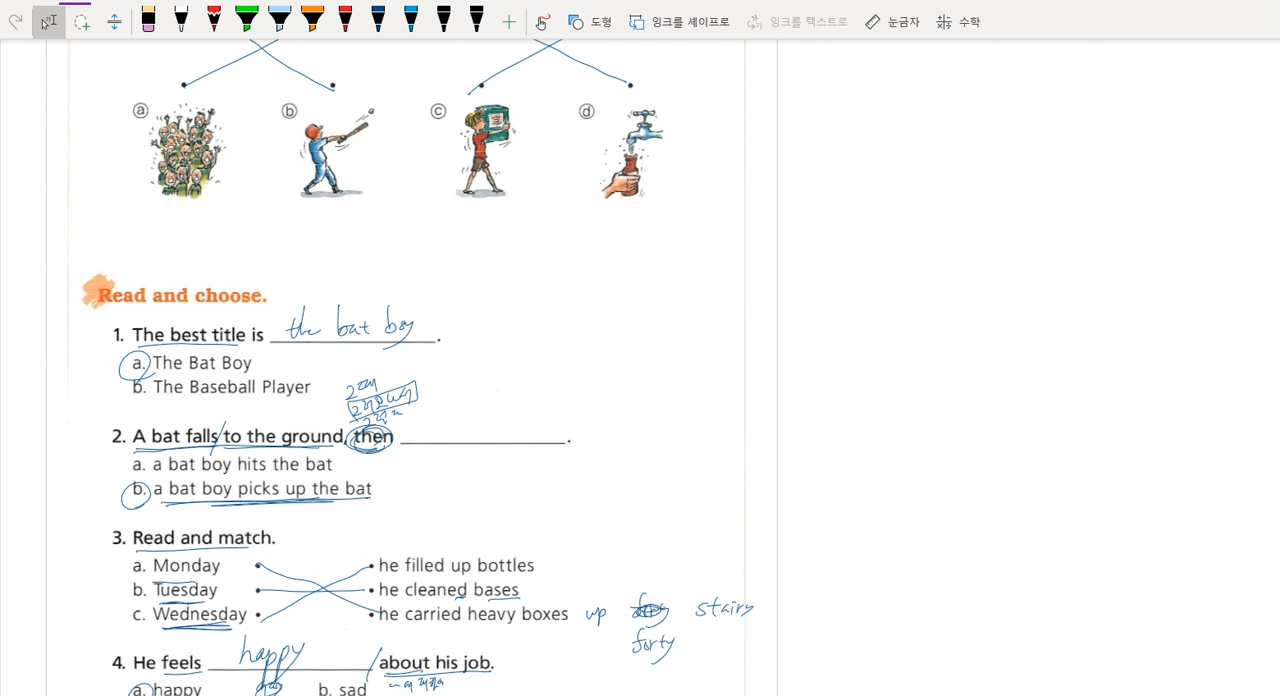 도형 잉크를 셰이프로 잉크를 텍스트로 눈금자 수학
ⓐ ⓑ ⓒ ⓓ
Read and choose.
1. The best title is the bat boy.
a. The Bat Boy
b. The Baseball Player
2. A bat falls to the ground, then ____.
a. a bat boy hits the bat
b. a bat boy picks up the bat
3. Read and match.
a. Monday he filled up bottles
b. Tuesday he cleaned bases
c. Wednesday he carried heavy boxes up stairs
forty
4. He feels happy about his job.
a. happy b. sad